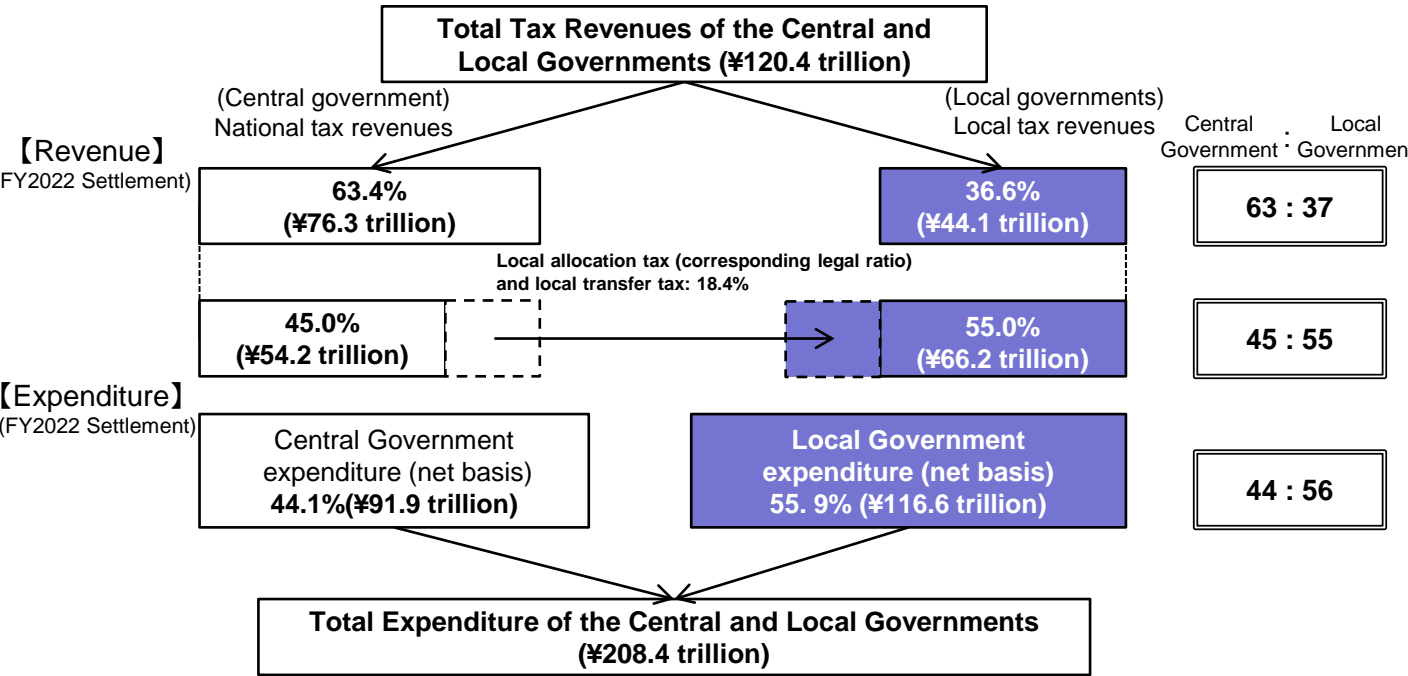 Total Tax Revenues of the Central and
Local Governments (¥120.4 trillion)
(Central government)
National tax revenues
(Local governments)
Local tax revenues
Central
Government
:
Local
Governmen
【Revenue】
FY2022 Settlement)
63.4%
(¥76.3 trillion)
36.6%
(¥44.1 trillion)
63 : 37
Local allocation tax (corresponding legal ratio)
and local transfer tax: 18.4%
45.0%
(¥54.2 trillion)
55.0%
(¥66.2 trillion)
45 : 55
【Expenditure】
(FY2022 Settlement)
Central Government
expenditure (net basis)
44.1%(¥91.9 trillion)
Local Government
expenditure (net basis)
55. 9% (¥116.6 trillion)
44 : 56
Total Expenditure of the Central and Local Governments
(¥208.4 trillion)